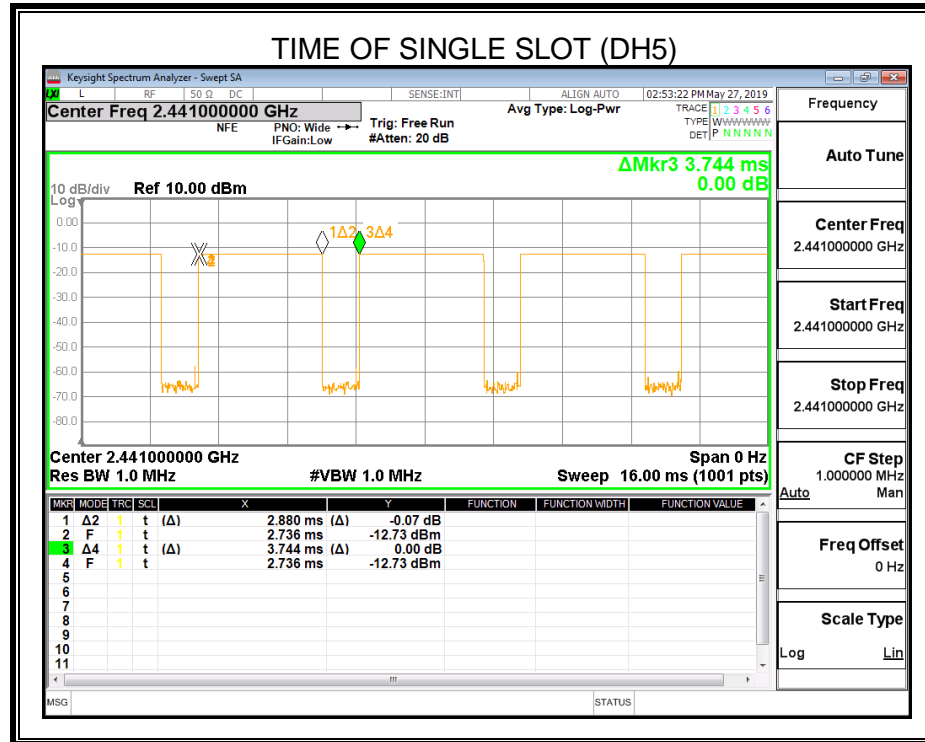 TIME OF SINGLE SLOT (DH5)
Keysight Spectrum Analyzer - Swept SA
LXI L RF 50 Ω DC SENSE:INT ALIGN AUTO 02:53:22 PM May 27, 2019
Center Freq 2.441000000 GHz
NFE
PNO: Wide
IFGain:Low
Trig: Free Run
#Atten: 20 dB
Avg Type: Log-Pwr
TRACE 1 2 3 4 5 6
TYPE WWWWWW
DET P N N N N N
ΔMkr3 3.744 ms
0.00 dB
10 dB/div Ref 10.00 dBm
Log
0.00
-10.0
-20.0
-30.0
-40.0
-50.0
-60.0
-70.0
-80.0
1Δ2 3Δ4
2
Center 2.441000000 GHz Span 0 Hz
Res BW 1.0 MHz #VBW 1.0 MHz Sweep 16.00 ms (1001 pts)
MKR MODE TRC SCL X Y FUNCTION FUNCTION WIDTH FUNCTION VALUE
1 Δ2 1 t (Δ) 2.880 ms (Δ) -0.07 dB
2 F 1 t 2.736 ms -12.73 dBm
3 Δ4 1 t (Δ) 3.744 ms (Δ) 0.00 dB
4 F 1 t 2.736 ms -12.73 dBm
5
6
7
8
9
10
11
MSG STATUS
Frequency
Auto Tune
Center Freq
2.441000000 GHz
Start Freq
2.441000000 GHz
Stop Freq
2.441000000 GHz
CF Step
1.000000 MHz
Auto Man
Freq Offset
0 Hz
Scale Type
Log Lin